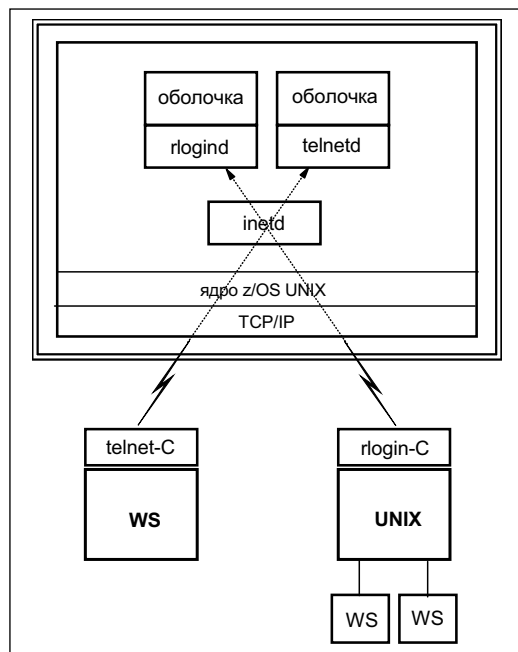 оболочка
оболочка
rlogind
telnetd
inetd
ядро z/OS UNIX
TCP/IP
telnet-C
rlogin-C
WS
UNIX
WS
WS